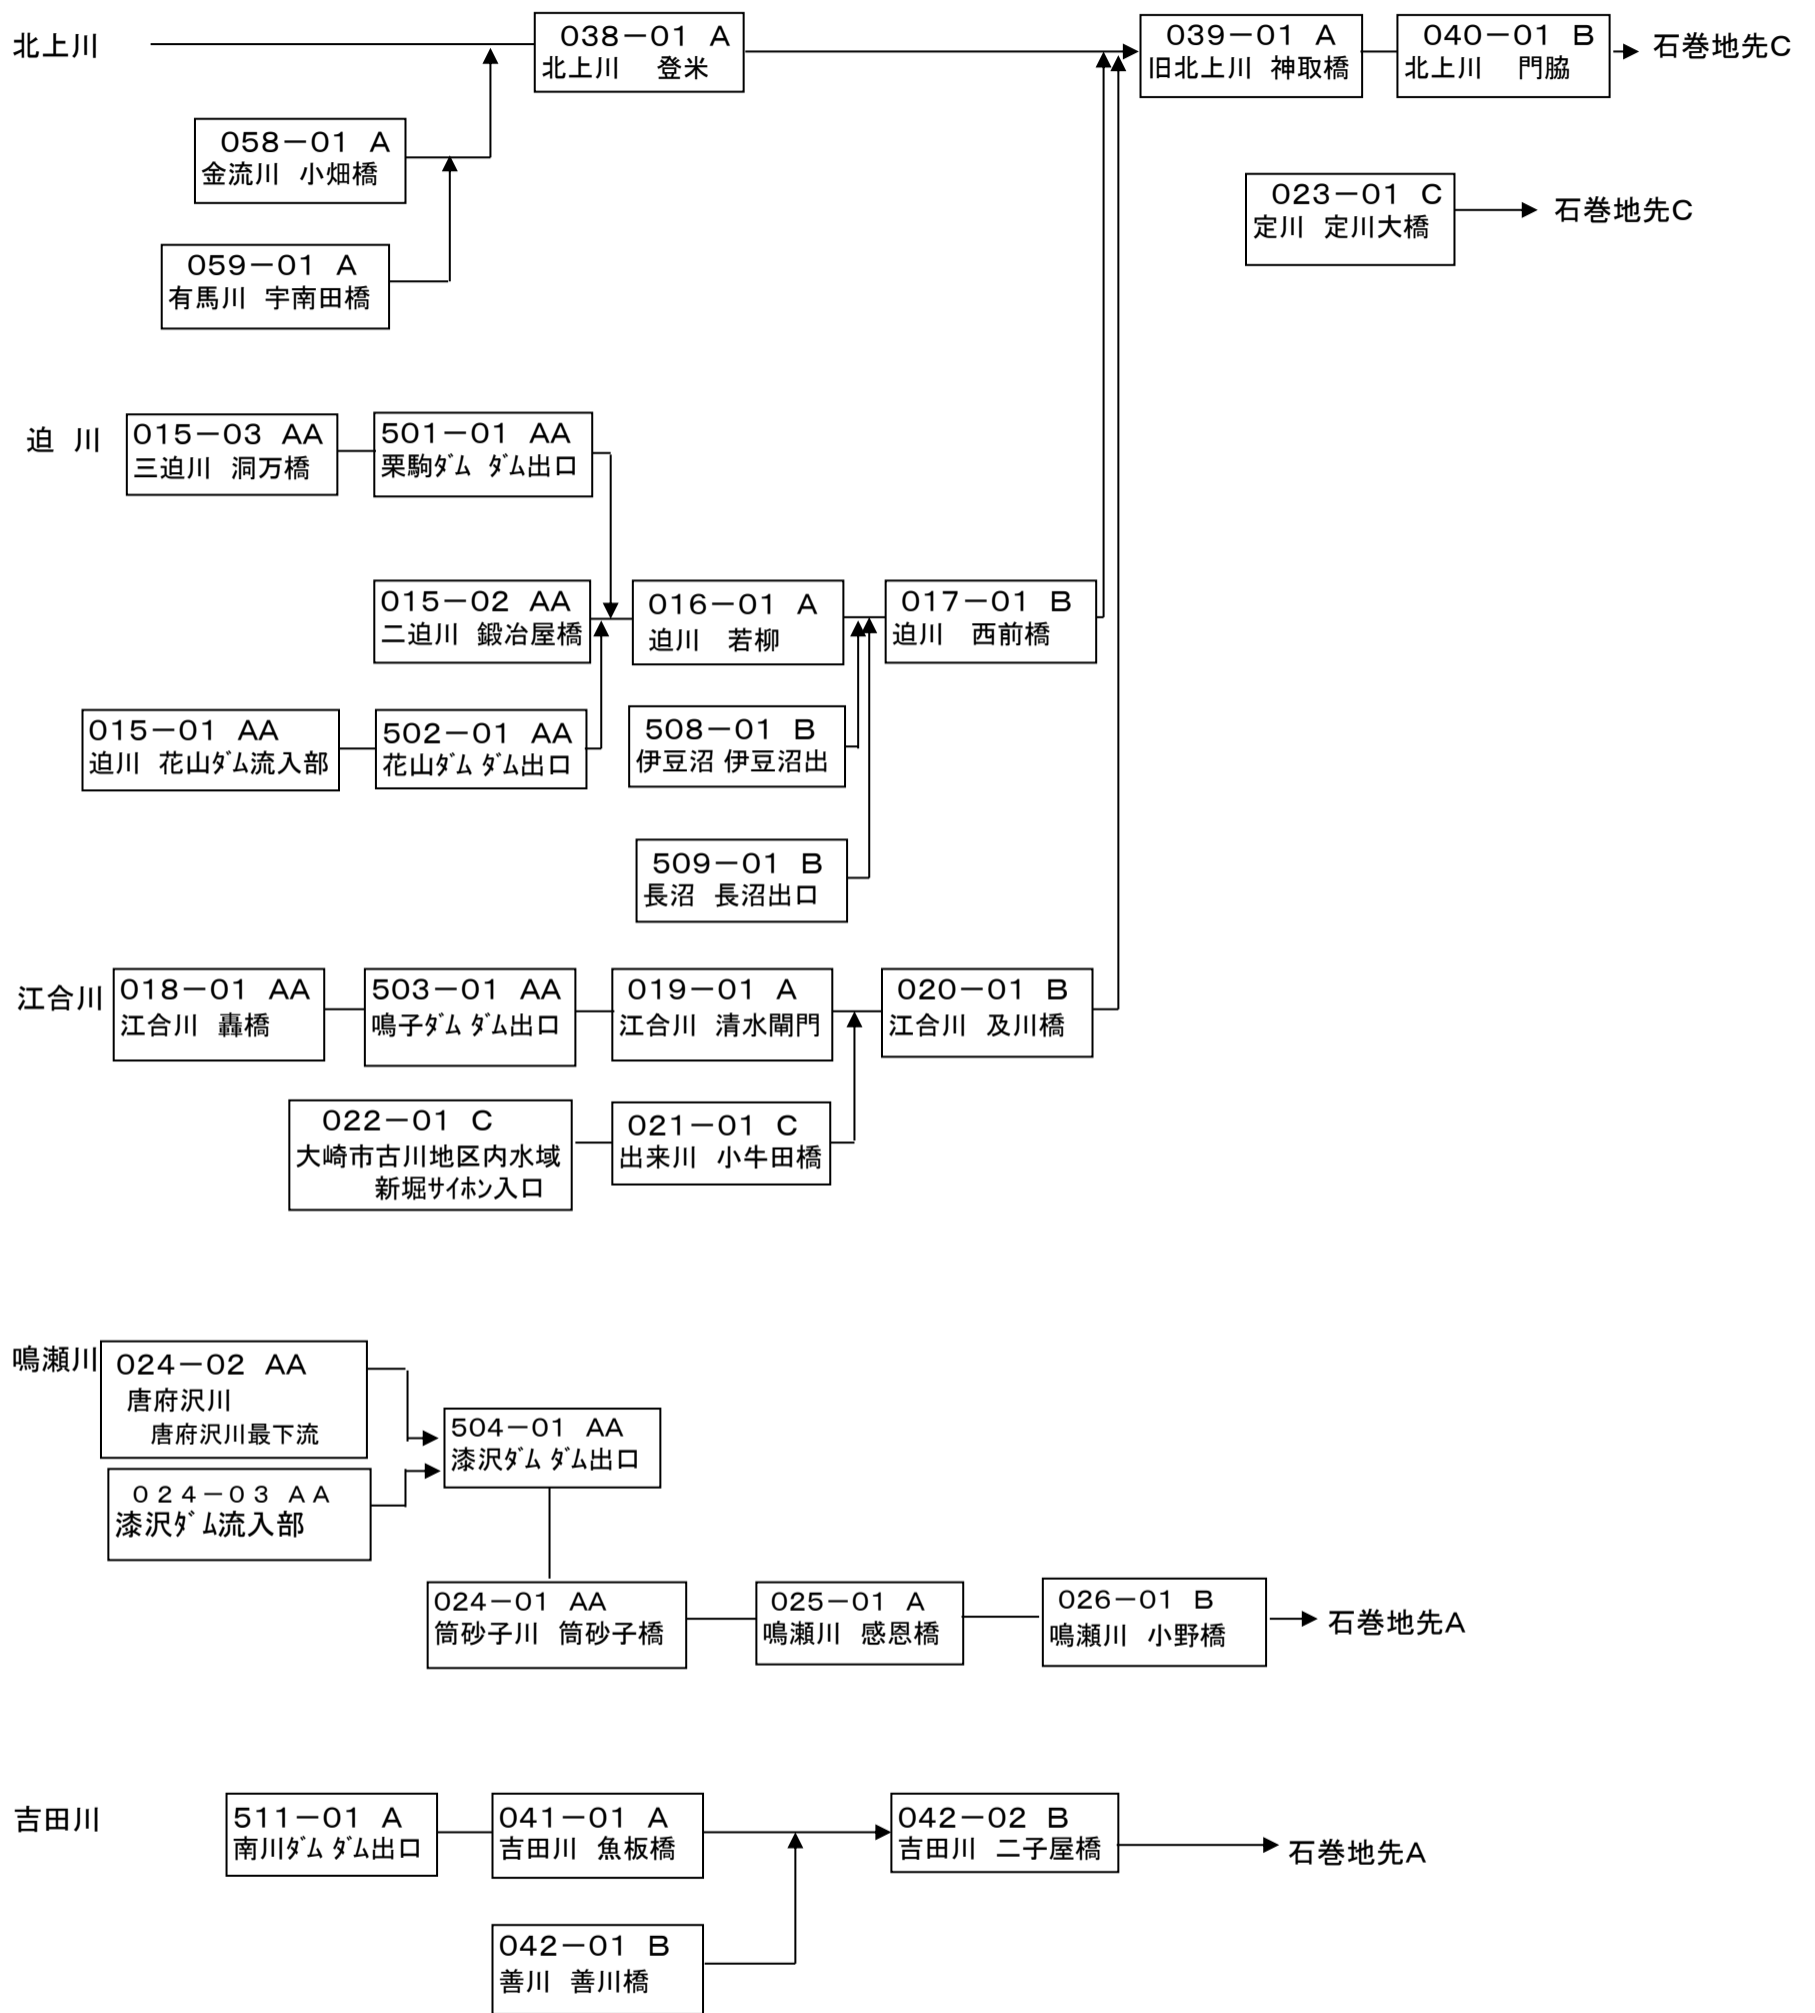 北上川
038－01 A
北上川 登米
039－01 A
旧北上川 神取橋
040－01 B
北上川 門脇
石巻地先C
058－01 A
金流川 小畑橋
023－01 C
定川 定川大橋
石巻地先C
059－01 A
有馬川 宇南田橋
迫 川
015－03 AA
三迫川 洞万橋
501－01 AA
栗駒ﾀﾞﾑ ﾀﾞﾑ出口
015－02 AA
二迫川 鍛冶屋橋
016－01 A
迫川 若柳
017－01 B
迫川 西前橋
015－01 AA
迫川 花山ﾀﾞﾑ流入部
502－01 AA
花山ﾀﾞﾑ ﾀﾞﾑ出口
508－01 B
伊豆沼 伊豆沼出
509－01 B
長沼 長沼出口
江合川
018－01 AA
江合川 轟橋
503－01 AA
鳴子ﾀﾞﾑ ﾀﾞﾑ出口
019－01 A
江合川 清水閘門
020－01 B
江合川 及川橋
022－01 C
大崎市古川地区内水域
新堀ｻｲﾎﾝ入口
021－01 C
出来川 小牛田橋
鳴瀬川
024－02 AA
唐府沢川
唐府沢川最下流
504－01 AA
漆沢ﾀﾞﾑ ﾀﾞﾑ出口
０２４－０３ ＡＡ
漆沢ﾀﾞﾑ流入部
024－01 AA
筒砂子川 筒砂子橋
025－01 A
鳴瀬川 感恩橋
026－01 B
鳴瀬川 小野橋
石巻地先A
吉田川
511－01 A
南川ﾀﾞﾑ ﾀﾞﾑ出口
041－01 A
吉田川 魚板橋
042－02 B
吉田川 二子屋橋
石巻地先A
042－01 B
善川 善川橋